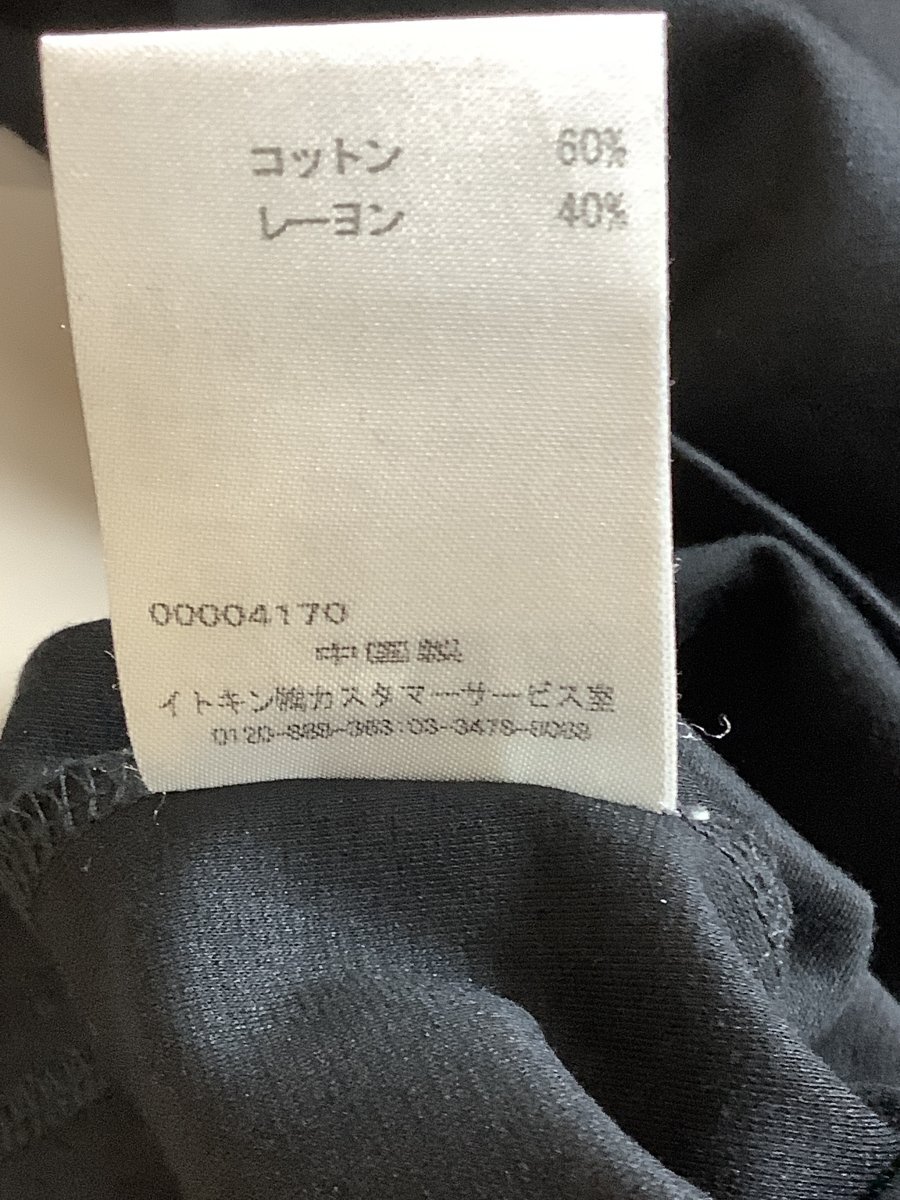 コットン 60%
レーヨン 40%
00004170
中国製
イトキン㈱カスタマーサービス室
0120-888-363:03-3478-8088